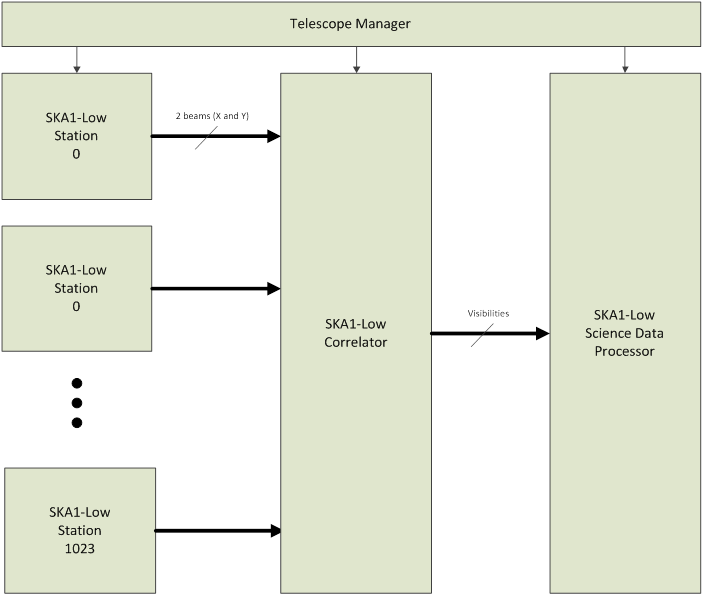 Telescope Manager
SKA1-Low
Station
0
2 beams (X and Y)
SKA1-Low
Station
0
SKA1-Low
Correlator
Visibilities
SKA1-Low
Science Data
Processor
SKA1-Low
Station
1023